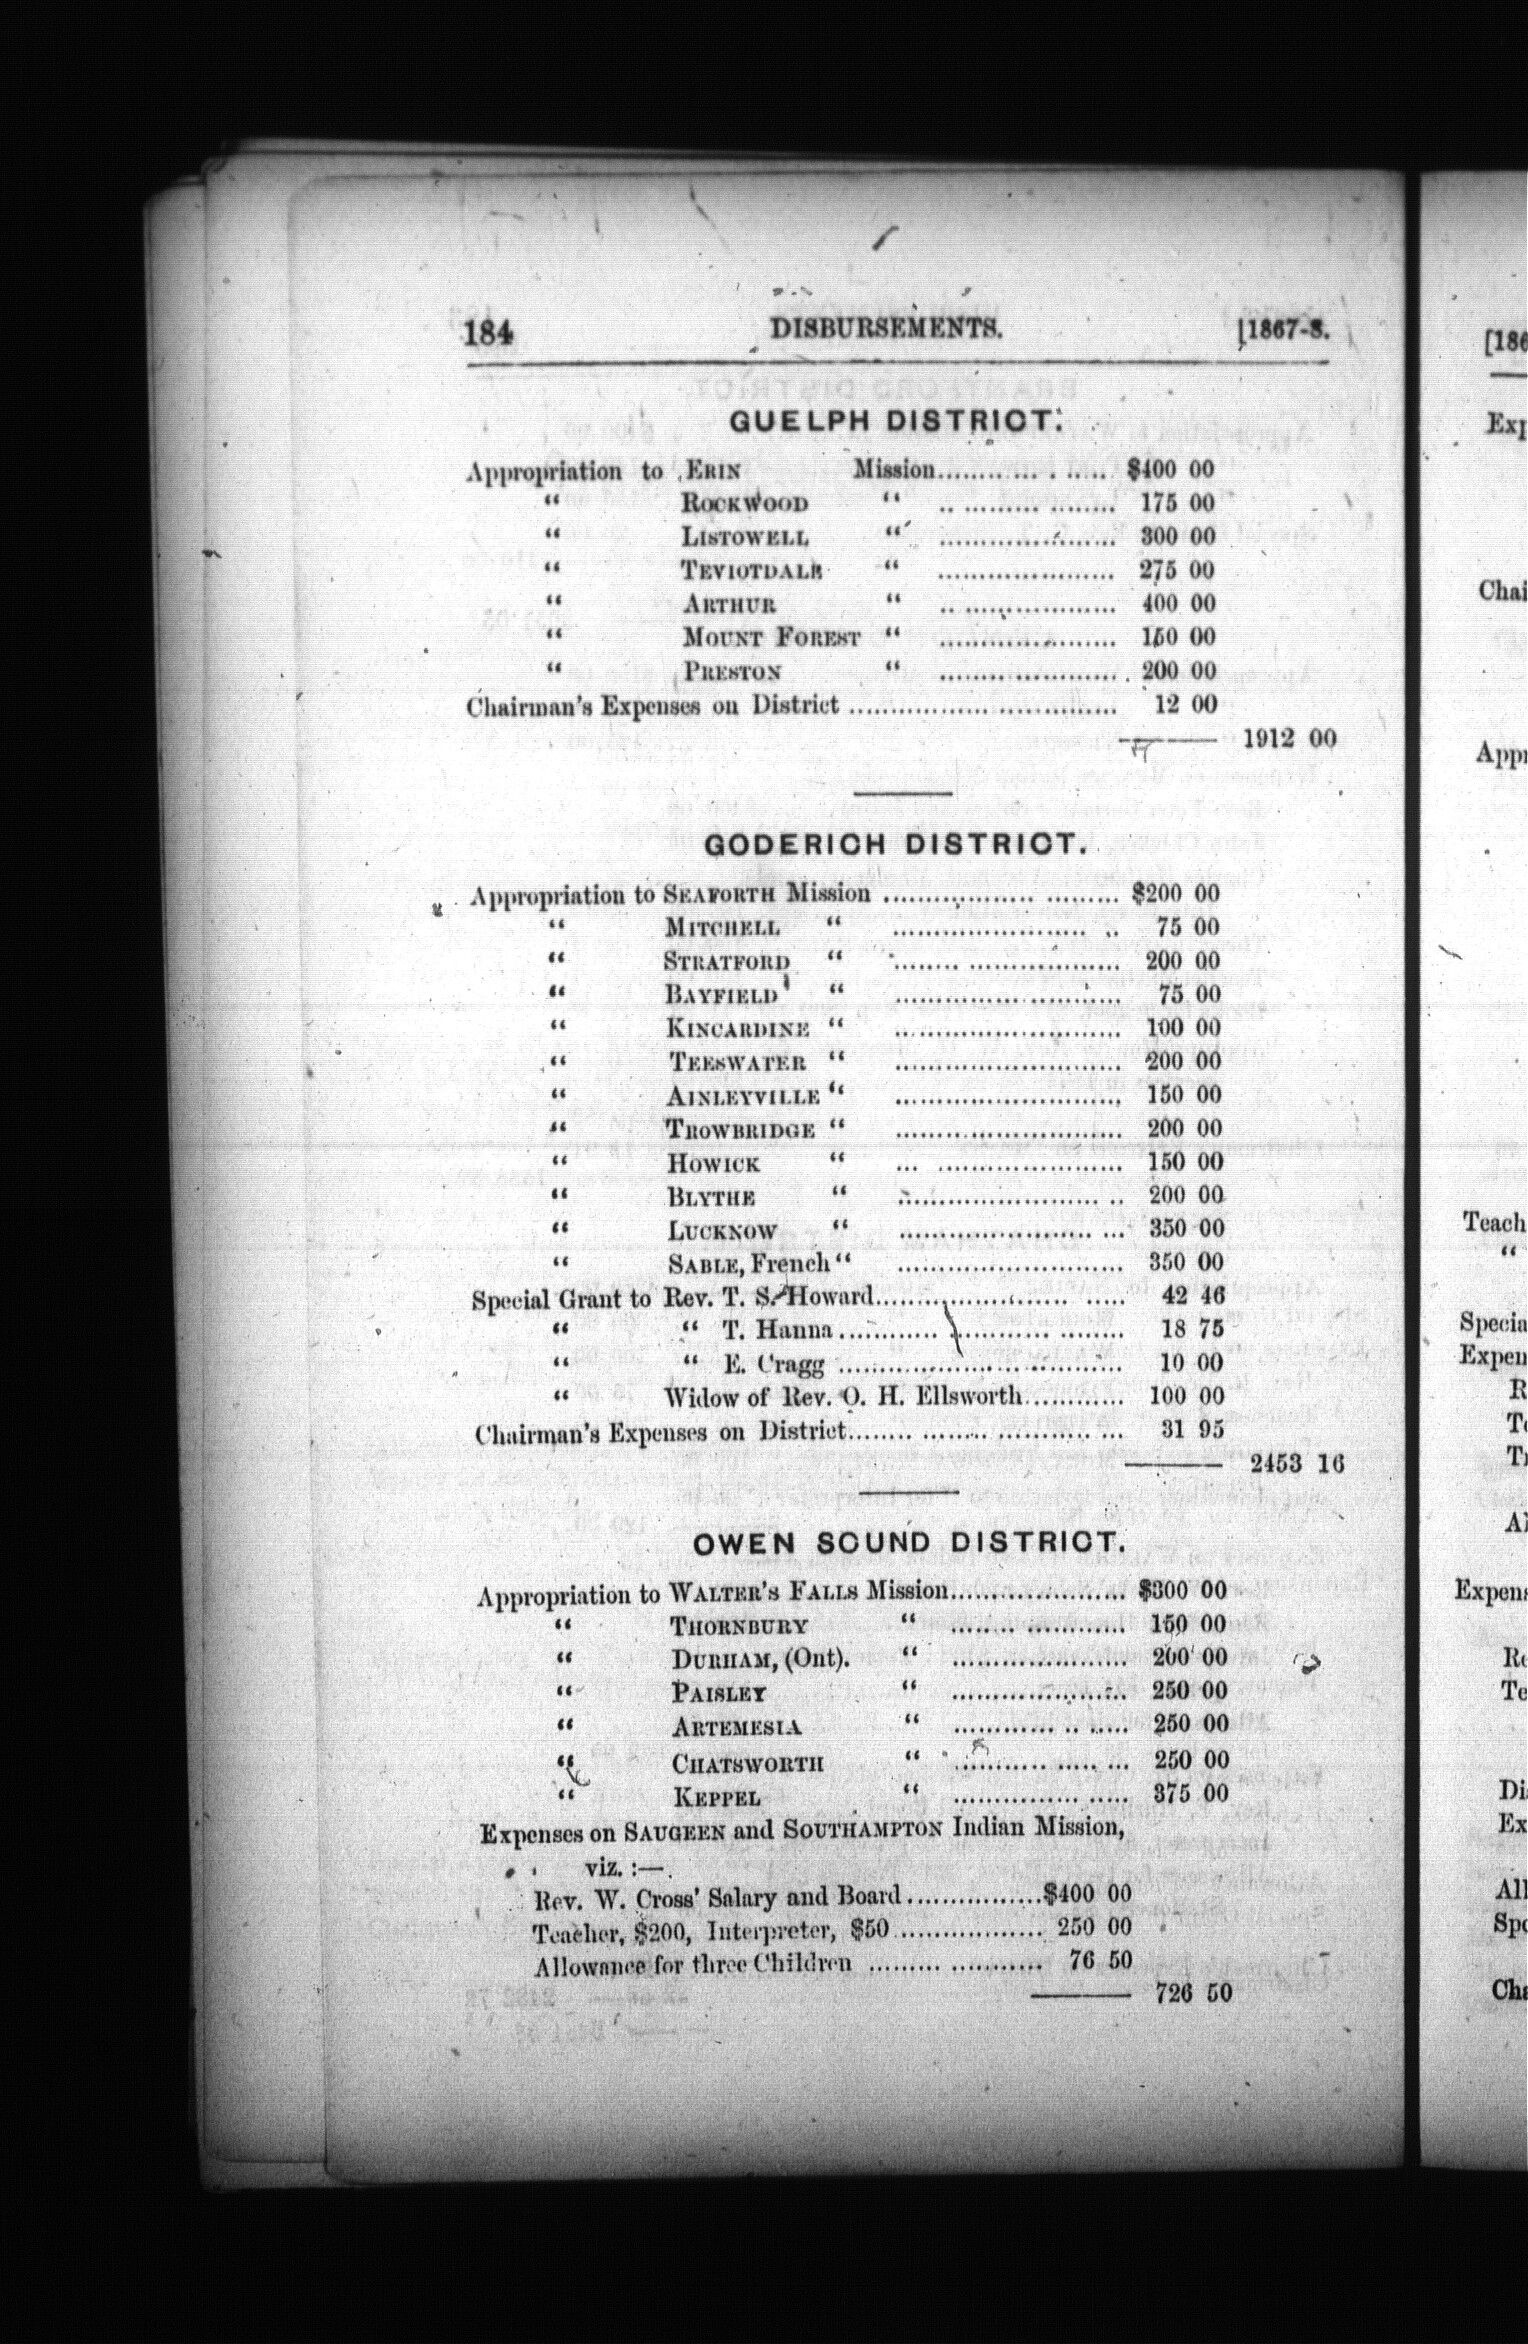 184 DISBURSEMENTS. [1867-8.
GUELPH DISTRICT.
Appropriation to ERIN Mission.................. $400 00
“ ROCKWOOD “ .................. 175 00
“ LISTOWELL “ .................. 300 00
“ TEVIOTDALE “ .................. 275 00
“ ARTHUR “ .................. 400 00
“ MOUNT FOREST “ .................. 150 00
“ PRESTON “ .................. 200 00
Chairman's Expenses on District .................. 12 00
1912 00
GODERICH DISTRICT.
Appropriation to SEAFORTH Mission .................. $200 00
“ MITCHELL “ .................. 75 00
“ STRATFORD “ .................. 200 00
“ BAYFIELD “ .................. 75 00
“ KINCARDINE “ .................. 100 00
“ TEESWATER “ .................. 200 00
“ AINLEYVILLE “ .................. 150 00
“ TROWBRIDGE “ .................. 200 00
“ HOWICK “ .................. 150 00
“ BLYTHE “ .................. 200 00
“ LUCKNOW “ .................. 350 00
“ SABLE, French “ .................. 350 00
Special Grant to Rev. T. S. Howard.................. 42 46
“ “ T. Hanna.................. 18 75
“ “ E. Cragg .................. 10 00
“ Widow of Rev. O. H. Ellsworth............ 100 00
Chairman's Expenses on District.................. 31 95
2453 16
OWEN SOUND DISTRICT.
Appropriation to WALTER'S FALLS Mission.................. $300 00
“ THORNBURY “ .................. 150 00
“ DURHAM, (Ont). “ .................. 200 00
“ PAISLEY “ .................. 250 00
“ ARTEMESIA “ .................. 250 00
“ CHATSWORTH “ .................. 250 00
“ KEPPEL “ .................. 375 00
Expenses on SAUGEEN and SOUTHAMPTON Indian Mission,
viz. :—
Rev. W. Cross' Salary and Board................$400 00
Teacher, $200, Interpreter, $50................. 250 00
Allowance for three Children .................. 76 50
726 50